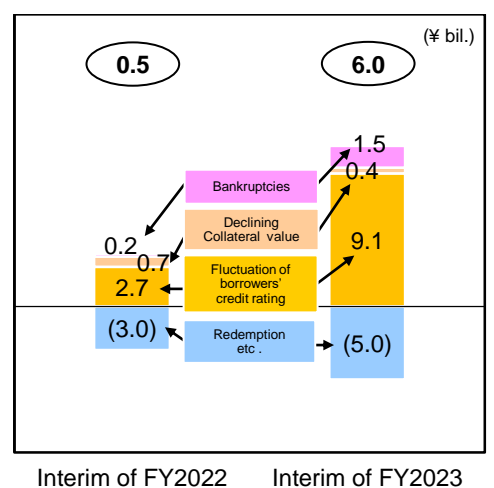 (¥ bil.)
0.5
6.0
1.5
0.4
Bankruptcies
Declining
Collateral value
0.2
0.7
9.1
Fluctuation of
borrowers'
credit rating
2.7
(3.0)
Redemption
etc .
(5.0)
Interim of FY2022
Interim of FY2023